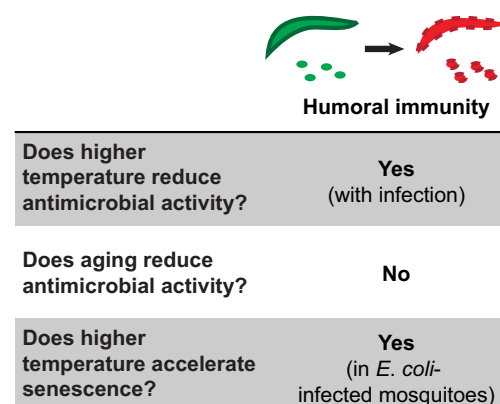 Humoral immunity
Does higher
temperature reduce
antimicrobial activity?
Yes
(with infection)
Does aging reduce
antimicrobial activity?
No
Does higher
temperature accelerate
senescence?
Yes
(in E. coli-
infected mosquitoes)